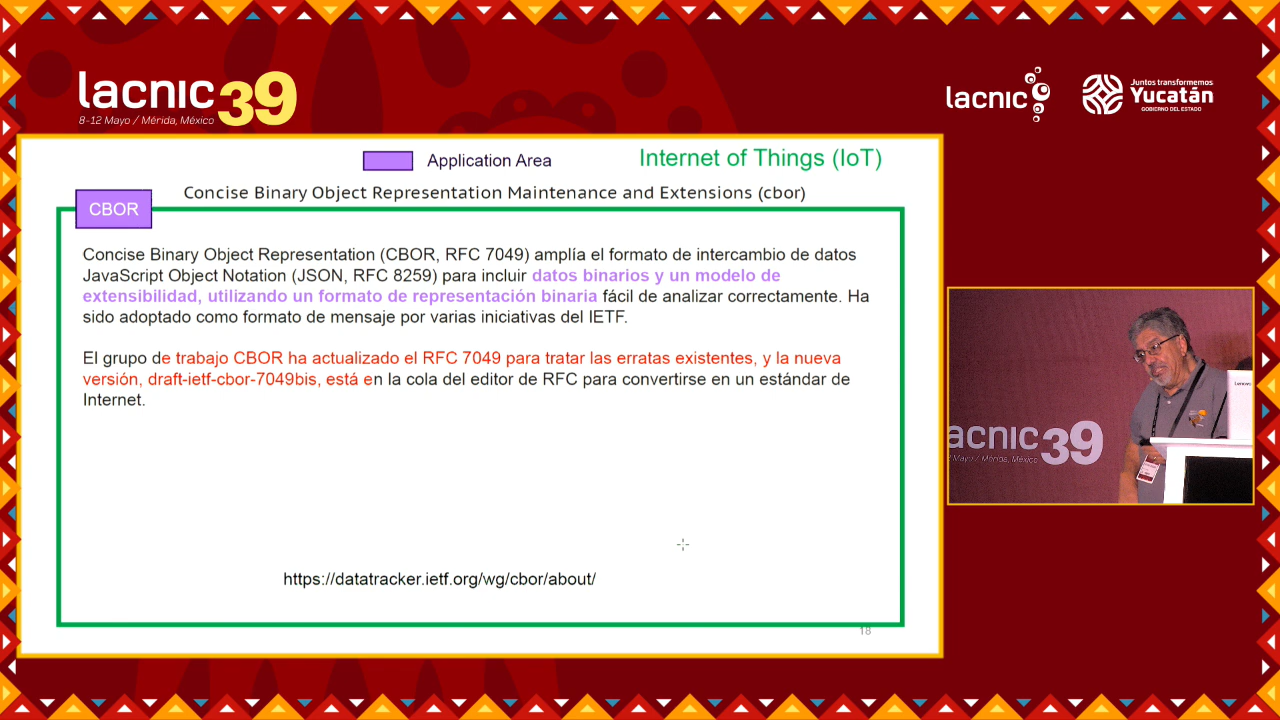 lacnic 39
8-12 Mayo / Mérida, México
lacnic
Juntos transformemos
Yucatán
GOBIERNO DEL ESTADO
Application Area
Internet of Things (IoT)
Concise Binary Object Representation Maintenance and Extensions (cbor)
CBOR
Concise Binary Object Representation (CBOR, RFC 7049) amplía el formato de intercambio de datos
JavaScript Object Notation (JSON, RFC 8259) para incluir datos binarios y un modelo de
extensibilidad, utilizando un formato de representación binaria fácil de analizar correctamente. Ha
sido adoptado como formato de mensaje por varias iniciativas del IETF.
El grupo de trabajo CBOR ha actualizado el RFC 7049 para tratar las erratas existentes, y la nueva
versión, draft-ietf-cbor-7049bis, está en la cola del editor de RFC para convertirse en un estándar de
Internet.
https://datatracker.ietf.org/wg/cbor/about/
18
acnic 39
Mayo / Mérida, México
Lenovo